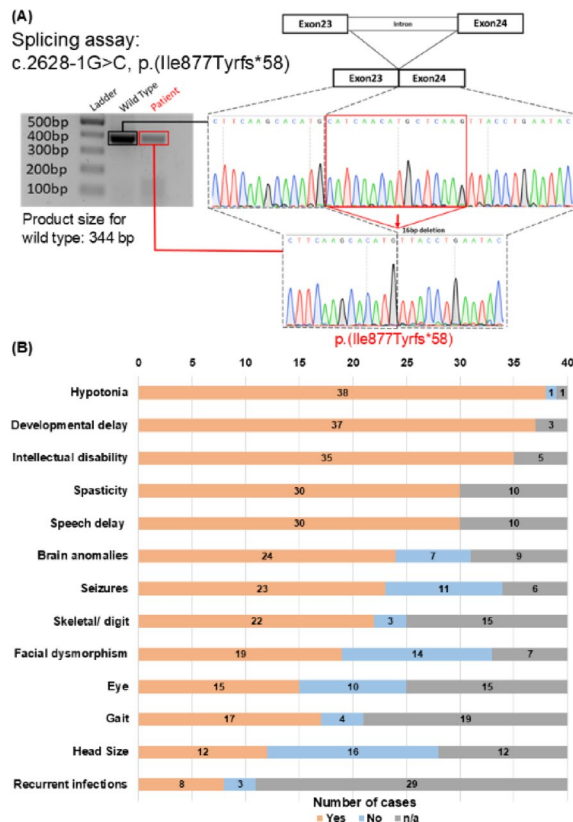 (A)
Splicing assay:
c.2628-1G>C, p.(Ile877Tyrfs*58)
Exon23
Intron
Exon24
Exon23
Exon24
Ladder
Wild Type
Patient
500bp
400bp
300bp
200bp
100bp
Product size for
wild type: 344 bp
CTTCAAGCACATGCATCAACATGCTCAAGTTACCTGAATAC
16bp deletion
CTTCAAGCACATGTTACCTGAATAC
p.(Ile877Tyrfs*58)
(B)
0 5 10 15 20 25 30 35 40
Hypotonia 38 1 1
Developmental delay 37 3
Intellectual disability 35 5
Spasticity 30 10
Speech delay 30 10
Brain anomalies 24 7 9
Seizures 23 11 6
Skeletal/ digit 22 3 15
Facial dysmorphism 19 14 7
Eye 15 10 15
Gait 17 4 19
Head Size 12 16 12
Recurrent infections 8 3 29
Number of cases
Yes No n/a